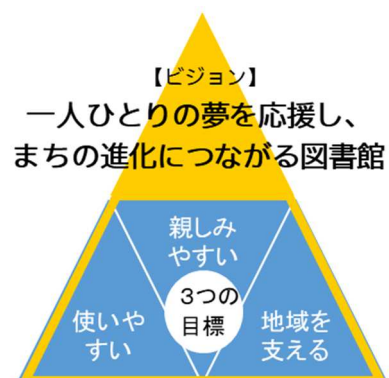 【ビジョン】
一人ひとりの夢を応援し、
まちの進化につながる図書館
親しみ
やすい
3つの
目標
使いや
すい
地域を
支える